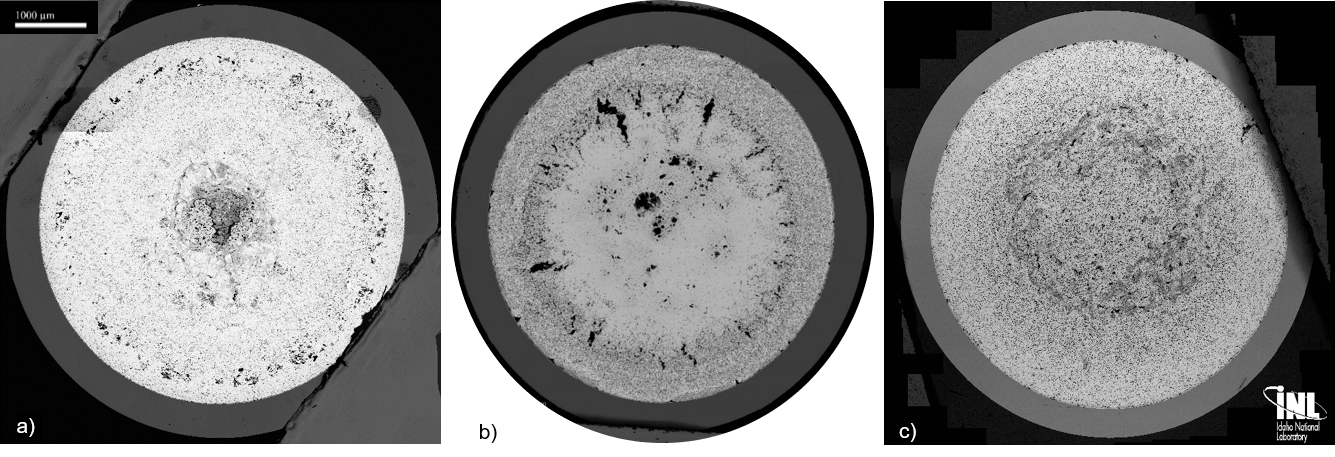 1000 µm
a)
b)
c)
INL
Idaho National
Laboratory